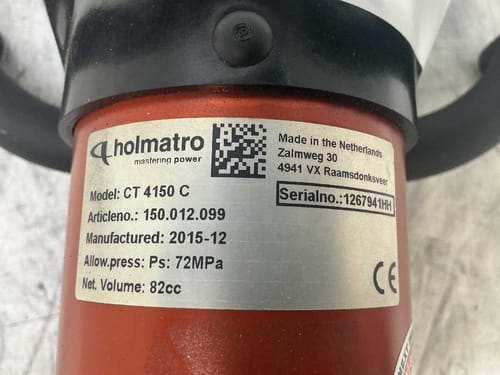 holmatro
mastering power
Made in the Netherlands
Zalmweg 30
4941 VX Raamsdonksveer
Serialno.:1267941HH
Model: CT 4150 C
Articleno.: 150.012.099
Manufactured: 2015-12
Allow.press: Ps: 72MPa
Net. Volume: 82cc
CE